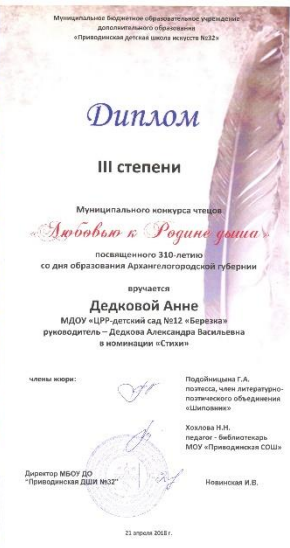 Муниципальное бюджетное образовательное учреждение
дополнительного образования
«Приводинская детская школа искусств №32»
Диплом
III степени
Муниципального конкурса чтецов
«Любовью к Родине дыша»
посвященного 310-летию
со дня образования Архангелогородской губернии
вручается
Дедковой Анне
МДОУ «ЦРР-детский сад №12 «Березка»
руководитель – Дедкова Александра Васильевна
в номинации «Стихи»
члены жюри:
Подойницына Г.А.
поэтесса, член литературно-
поэтического объединения
«Шиповник»
Хохлова Н.Н.
педагог - библиотекарь
МОУ «Приводинская СОШ»
Директор МБОУ ДО
"Приводинская ДШИ №32"
Новинская И.В.
21 апреля 2018 г.